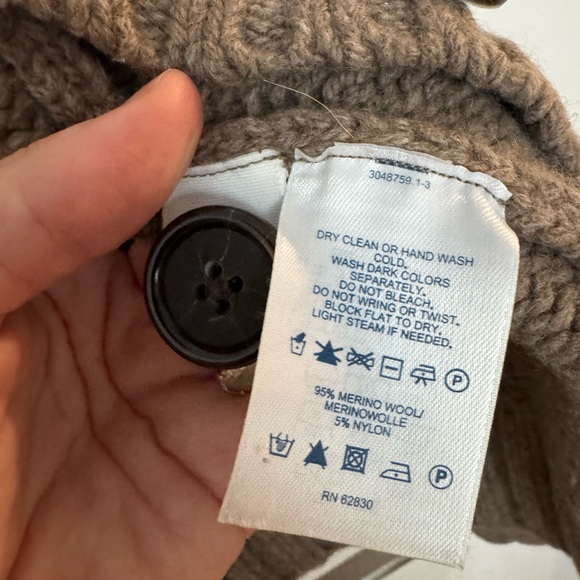 3048759.1-3
DRY CLEAN OR HAND WASH
COLD.
WASH DARK COLORS
SEPARATELY.
DO NOT BLEACH.
DO NOT WRING OR TWIST.
BLOCK FLAT TO DRY.
LIGHT STEAM IF NEEDED.
P
95% MERINO WOOL/
MERINOWOLLE
5% NYLON
P
RN 62830